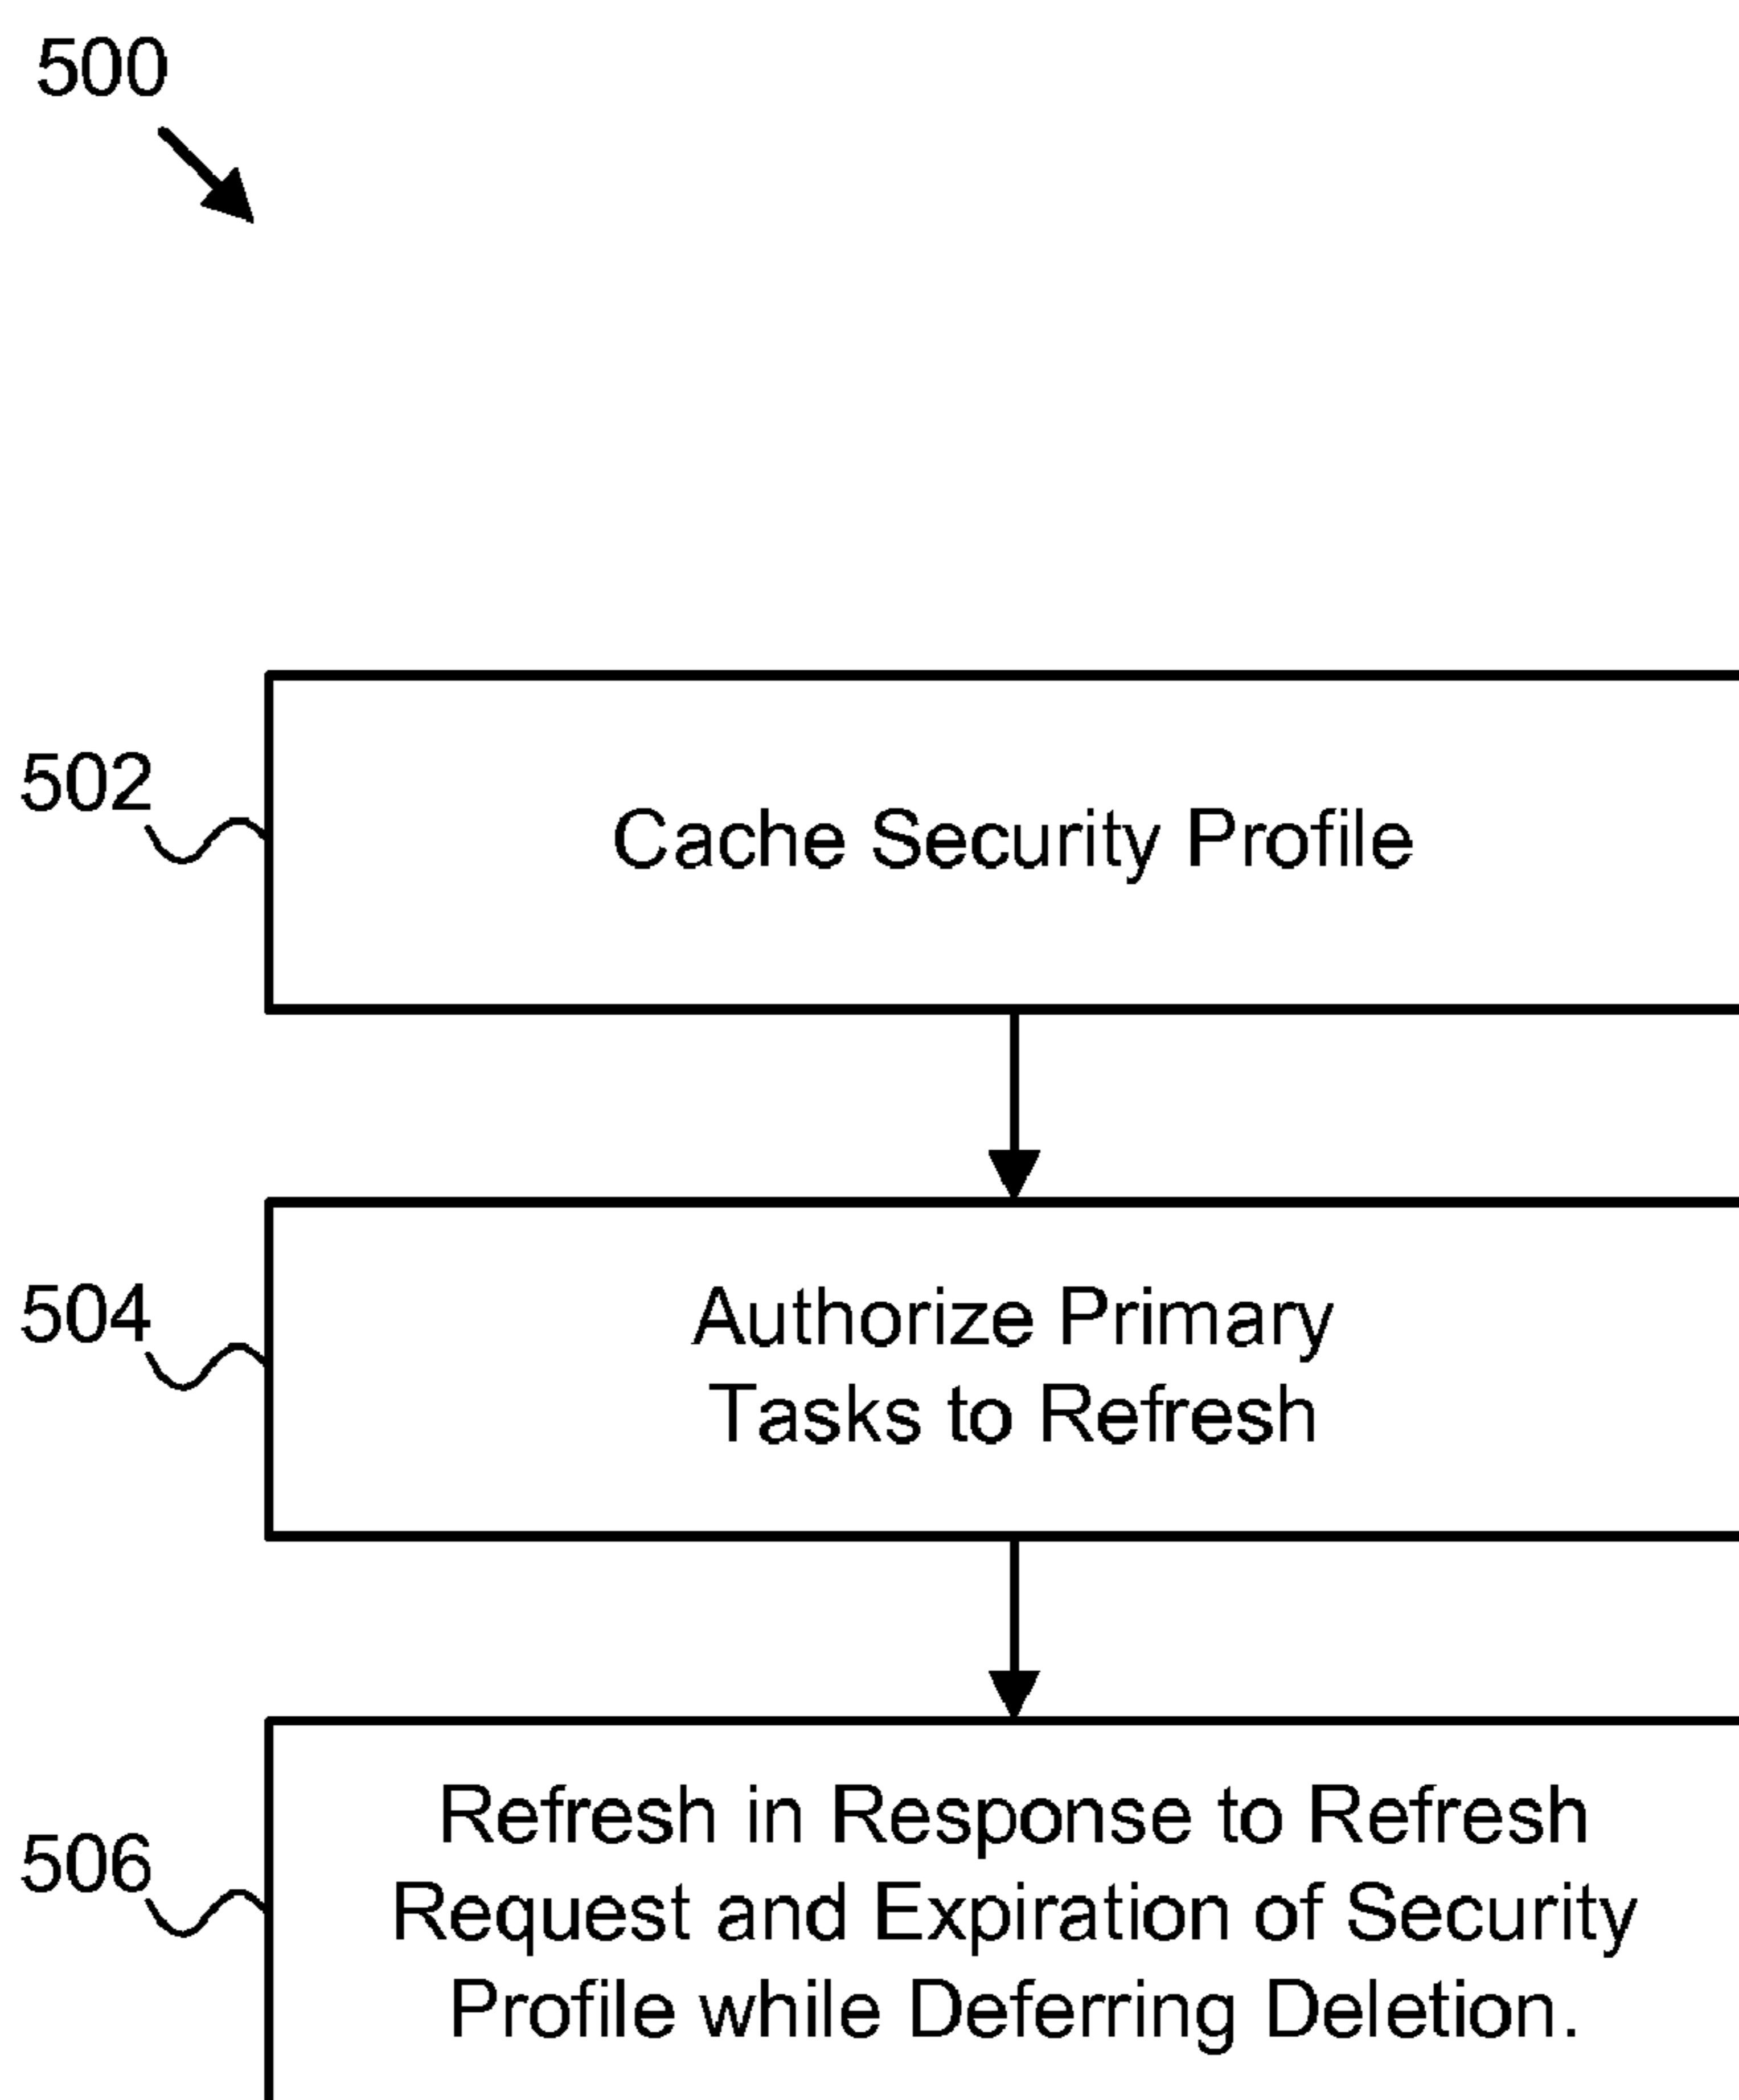 500
502
Cache Security Profile
504
Authorize Primary
Tasks to Refresh
506
Refresh in Response to Refresh
Request and Expiration of Security
Profile while Deferring Deletion.